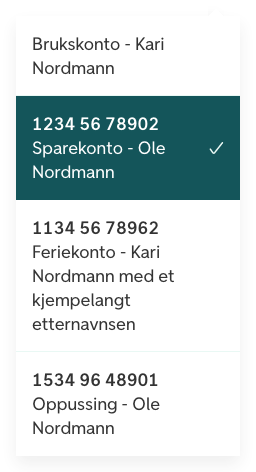 Brukskonto - Kari
Nordmann
1234 56 78902
Sparekonto - Ole
Nordmann
1134 56 78962
Feriekonto - Kari
Nordmann med et
kjempelangt
etternavnsen
1534 96 48901
Oppussing - Ole
Nordmann